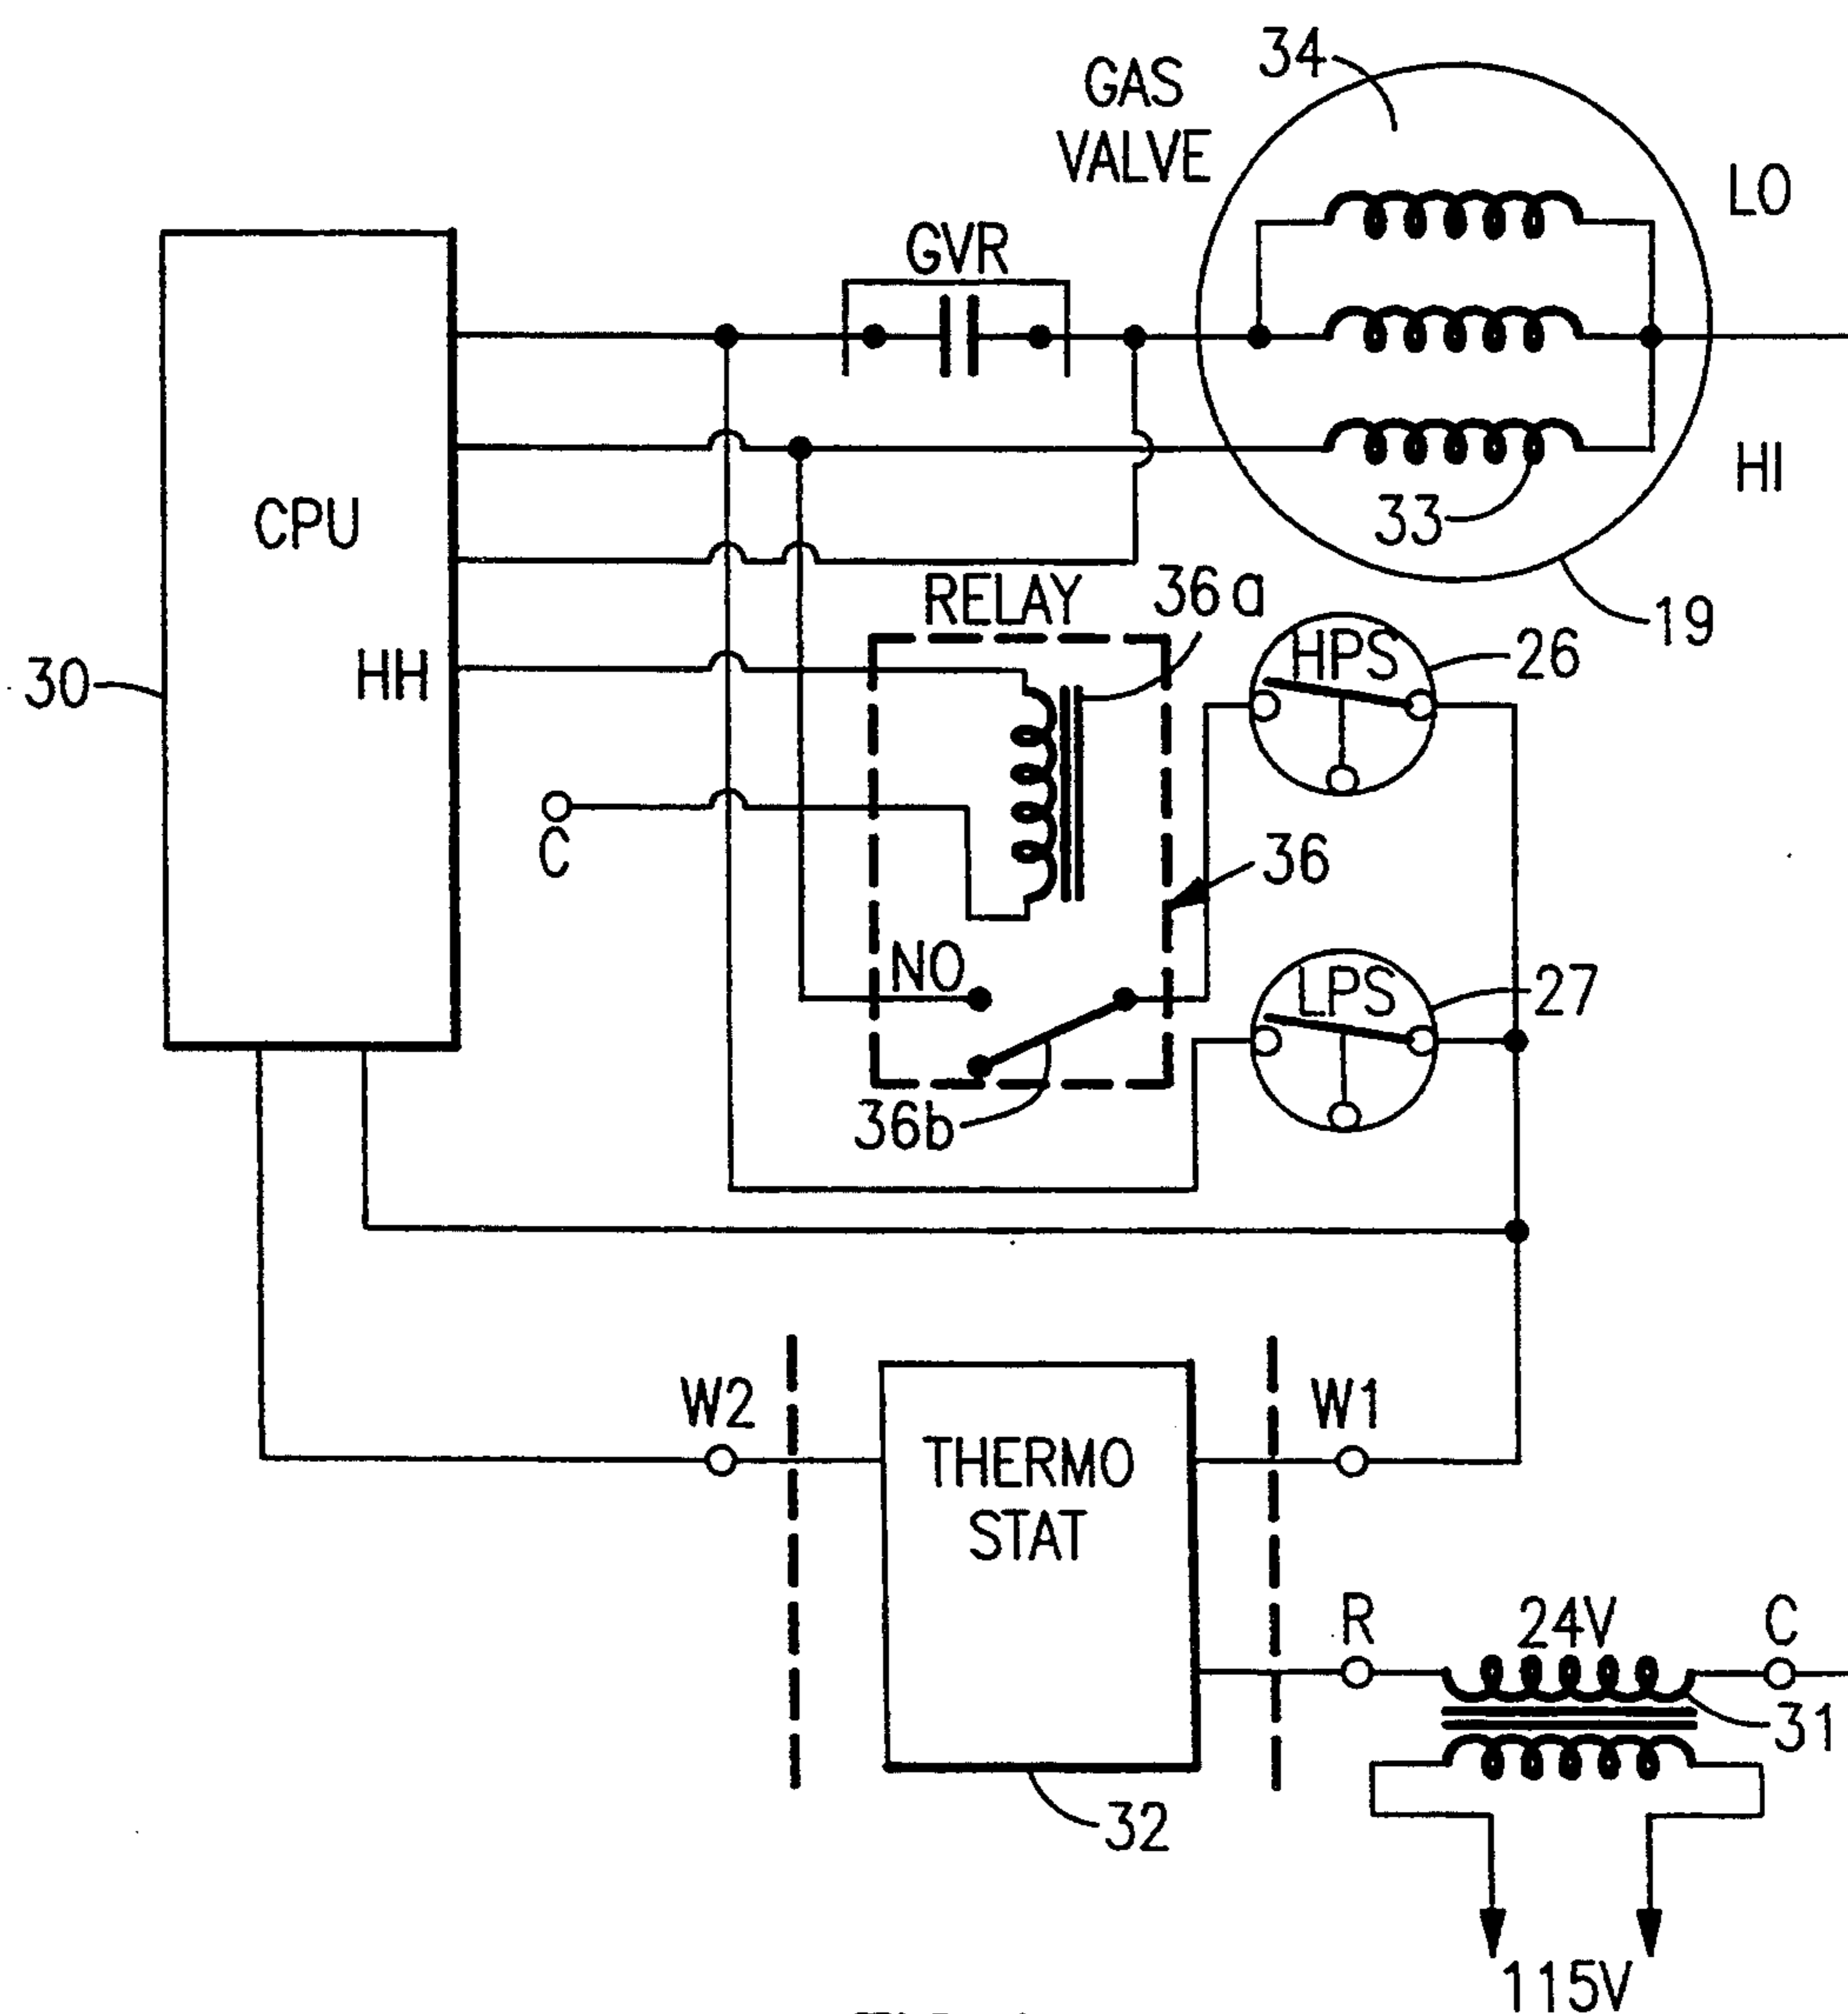 34
GAS
VALVE
LO
GVR
HI
33
CPU
RELAY
36a
19
HPS
26
30
HH
C
36
NO
LPS
27
36b
W2
W1
THERMO
STAT
R
24V
C
31
32
115V